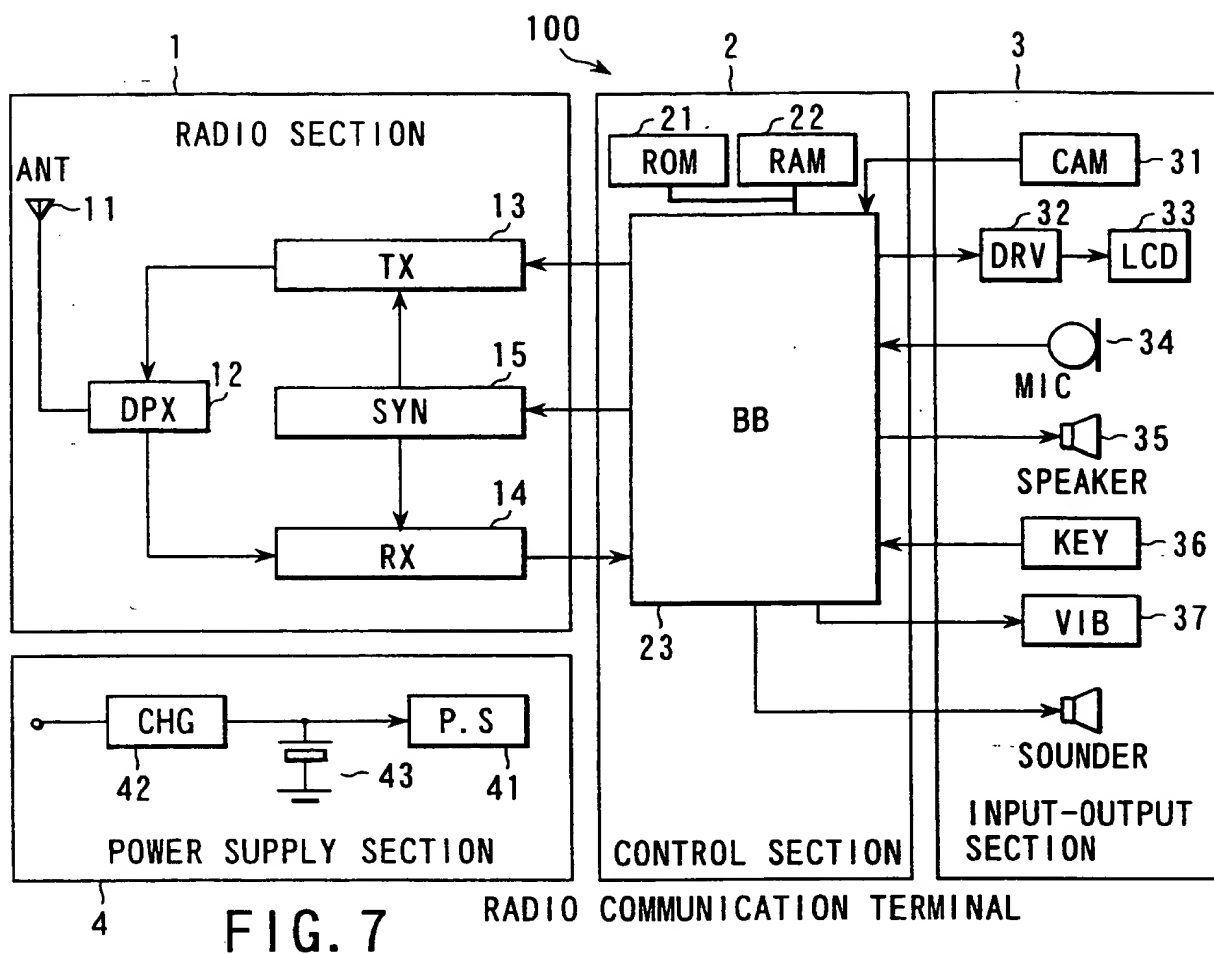 100
1
2
3
RADIO SECTION
ANT
11
13
TX
12
DPX
15
SYN
14
RX
21
ROM
22
RAM
BB
23
CONTROL SECTION
CAM
31
32
DRV
33
LCD
34
MIC
35
SPEAKER
KEY
36
VIB
37
SOUNDER
INPUT-OUTPUT
SECTION
CHG
42
43
P.S
41
POWER SUPPLY SECTION
4
RADIO COMMUNICATION TERMINAL
FIG. 7